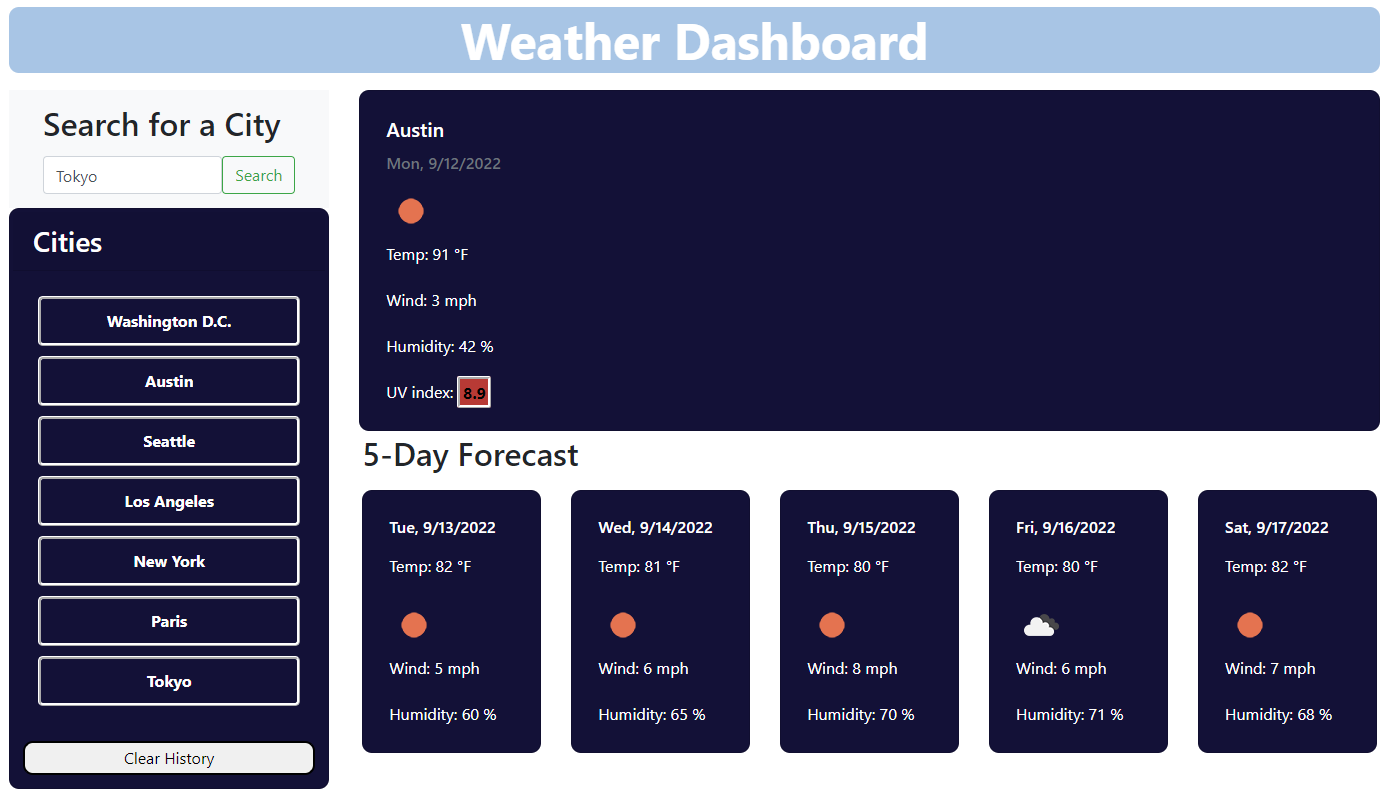 Weather Dashboard
Search for a City
Tokyo
Search
Cities
Washington D.C.
Austin
Seattle
Los Angeles
New York
Paris
Tokyo
Clear History
Austin
Mon, 9/12/2022
Temp: 91 °F
Wind: 3 mph
Humidity: 42 %
UV index: 8.9
5-Day Forecast
Tue, 9/13/2022
Temp: 82 °F
Wind: 5 mph
Humidity: 60 %
Wed, 9/14/2022
Temp: 81 °F
Wind: 6 mph
Humidity: 65 %
Thu, 9/15/2022
Temp: 80 °F
Wind: 8 mph
Humidity: 70 %
Fri, 9/16/2022
Temp: 80 °F
Wind: 6 mph
Humidity: 71 %
Sat, 9/17/2022
Temp: 82 °F
Wind: 7 mph
Humidity: 68 %